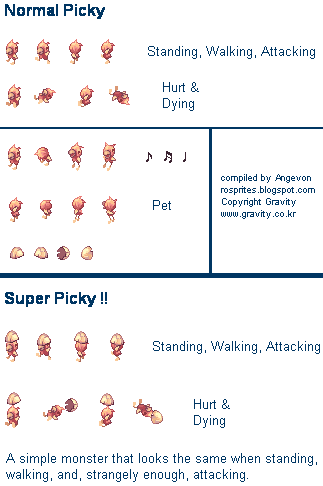 Normal Picky
Standing, Walking, Attacking
Hurt &
Dying
compiled by Angevon
rosprites.blogspot.com
Copyright Gravity
www.gravity.co.kr
Pet
Super Picky !!
Standing, Walking, Attacking
Hurt &
Dying
A simple monster that looks the same when standing,
walking, and, strangely enough, attacking.